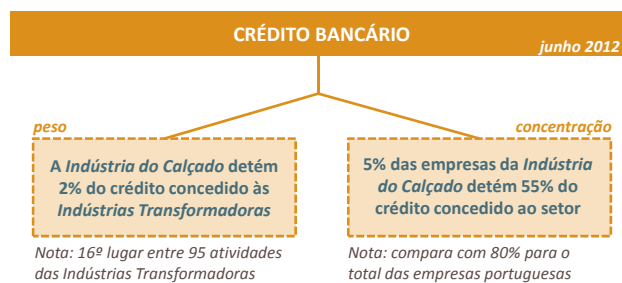 CRÉDITO BANCÁRIO
junho 2012
peso
A Indústria do Calçado detém
2% do crédito concedido às
Indústrias Transformadoras
Nota: 16º lugar entre 95 atividades
das Indústrias Transformadoras
concentração
5% das empresas da Indústria
do Calçado detém 55% do
crédito concedido ao setor
Nota: compara com 80% para o
total das empresas portuguesas